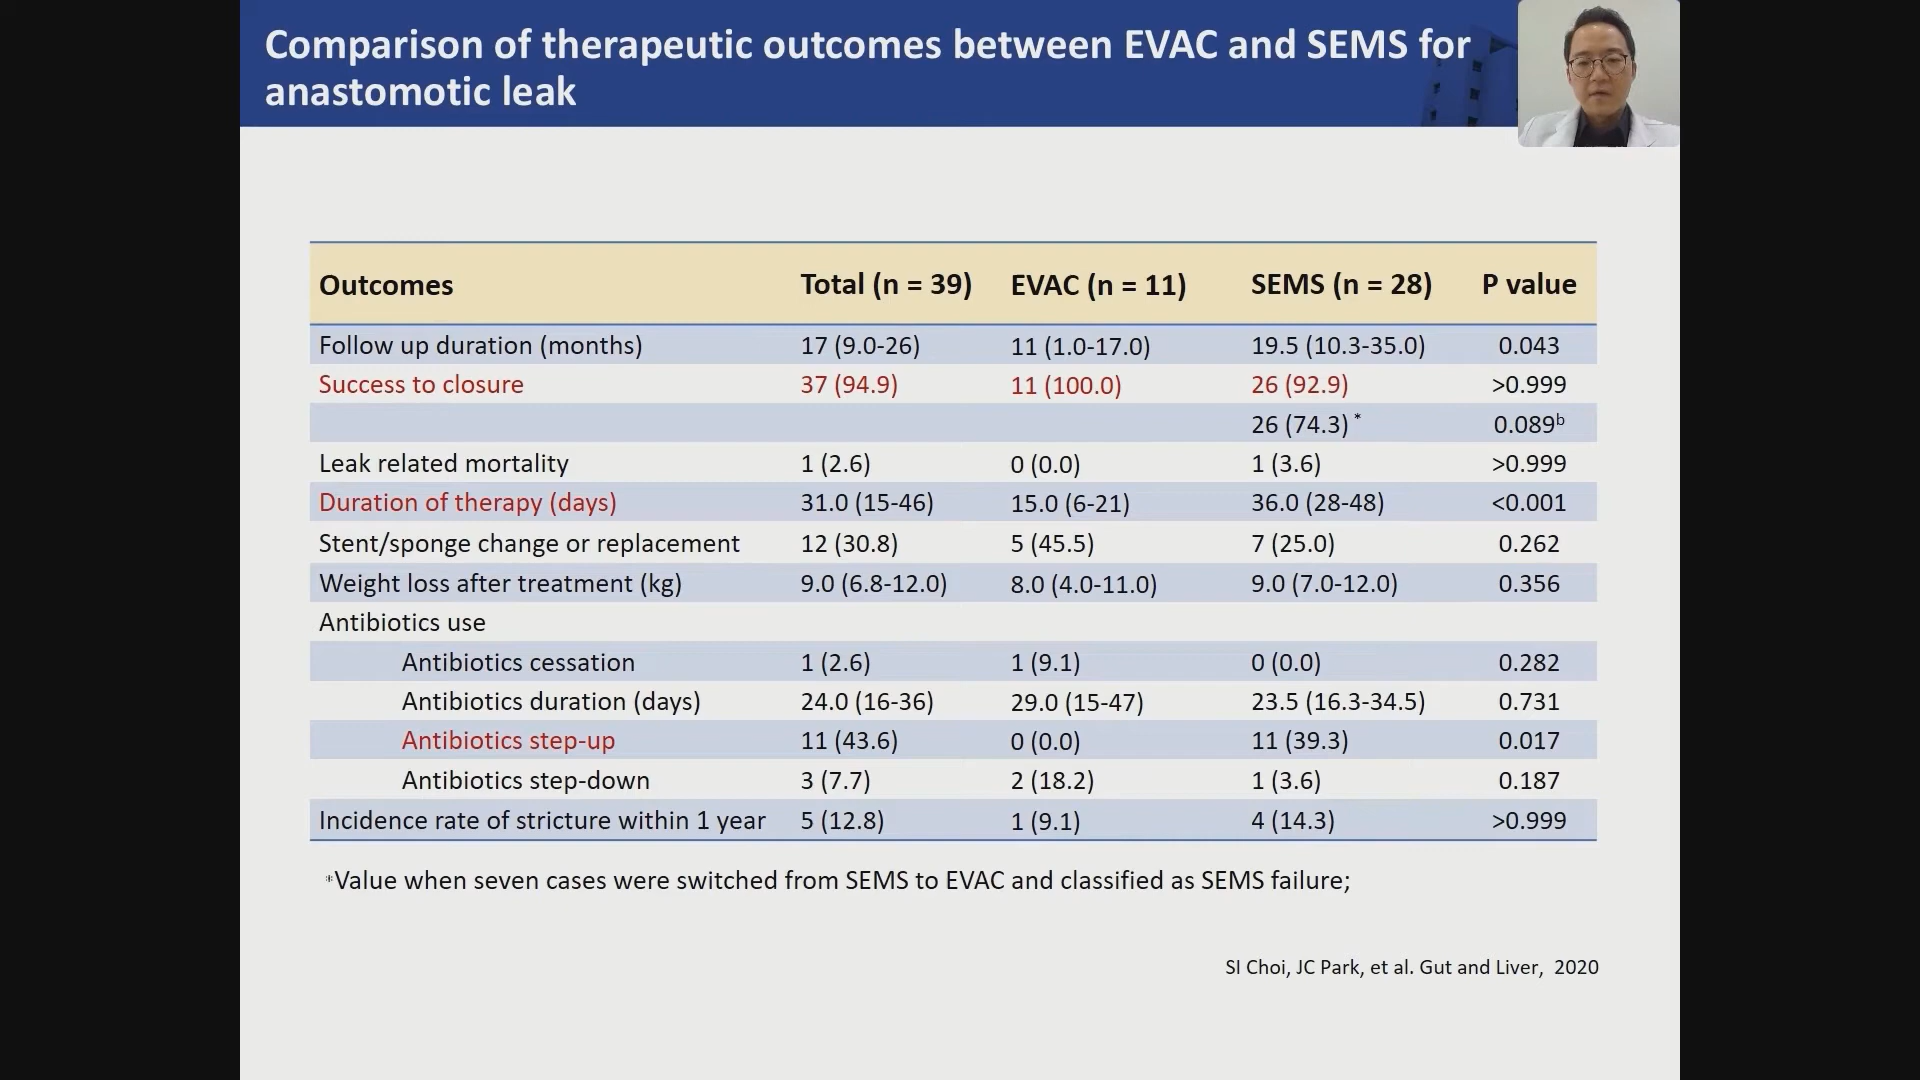 Comparison of therapeutic outcomes between EVAC and SEMS for
anastomotic leak
Outcomes Total (n = 39) EVAC (n = 11) SEMS (n = 28) P value
Follow up duration (months) 17 (9.0-26) 11 (1.0-17.0) 19.5 (10.3-35.0) 0.043
Success to closure 37 (94.9) 11 (100.0) 26 (92.9) >0.999
26 (74.3) * 0.089ᵇ
Leak related mortality 1 (2.6) 0 (0.0) 1 (3.6) >0.999
Duration of therapy (days) 31.0 (15-46) 15.0 (6-21) 36.0 (28-48) <0.001
Stent/sponge change or replacement 12 (30.8) 5 (45.5) 7 (25.0) 0.262
Weight loss after treatment (kg) 9.0 (6.8-12.0) 8.0 (4.0-11.0) 9.0 (7.0-12.0) 0.356
Antibiotics use
Antibiotics cessation 1 (2.6) 1 (9.1) 0 (0.0) 0.282
Antibiotics duration (days) 24.0 (16-36) 29.0 (15-47) 23.5 (16.3-34.5) 0.731
Antibiotics step-up 11 (43.6) 0 (0.0) 11 (39.3) 0.017
Antibiotics step-down 3 (7.7) 2 (18.2) 1 (3.6) 0.187
Incidence rate of stricture within 1 year 5 (12.8) 1 (9.1) 4 (14.3) >0.999
*Value when seven cases were switched from SEMS to EVAC and classified as SEMS failure;
SI Choi, JC Park, et al. Gut and Liver, 2020